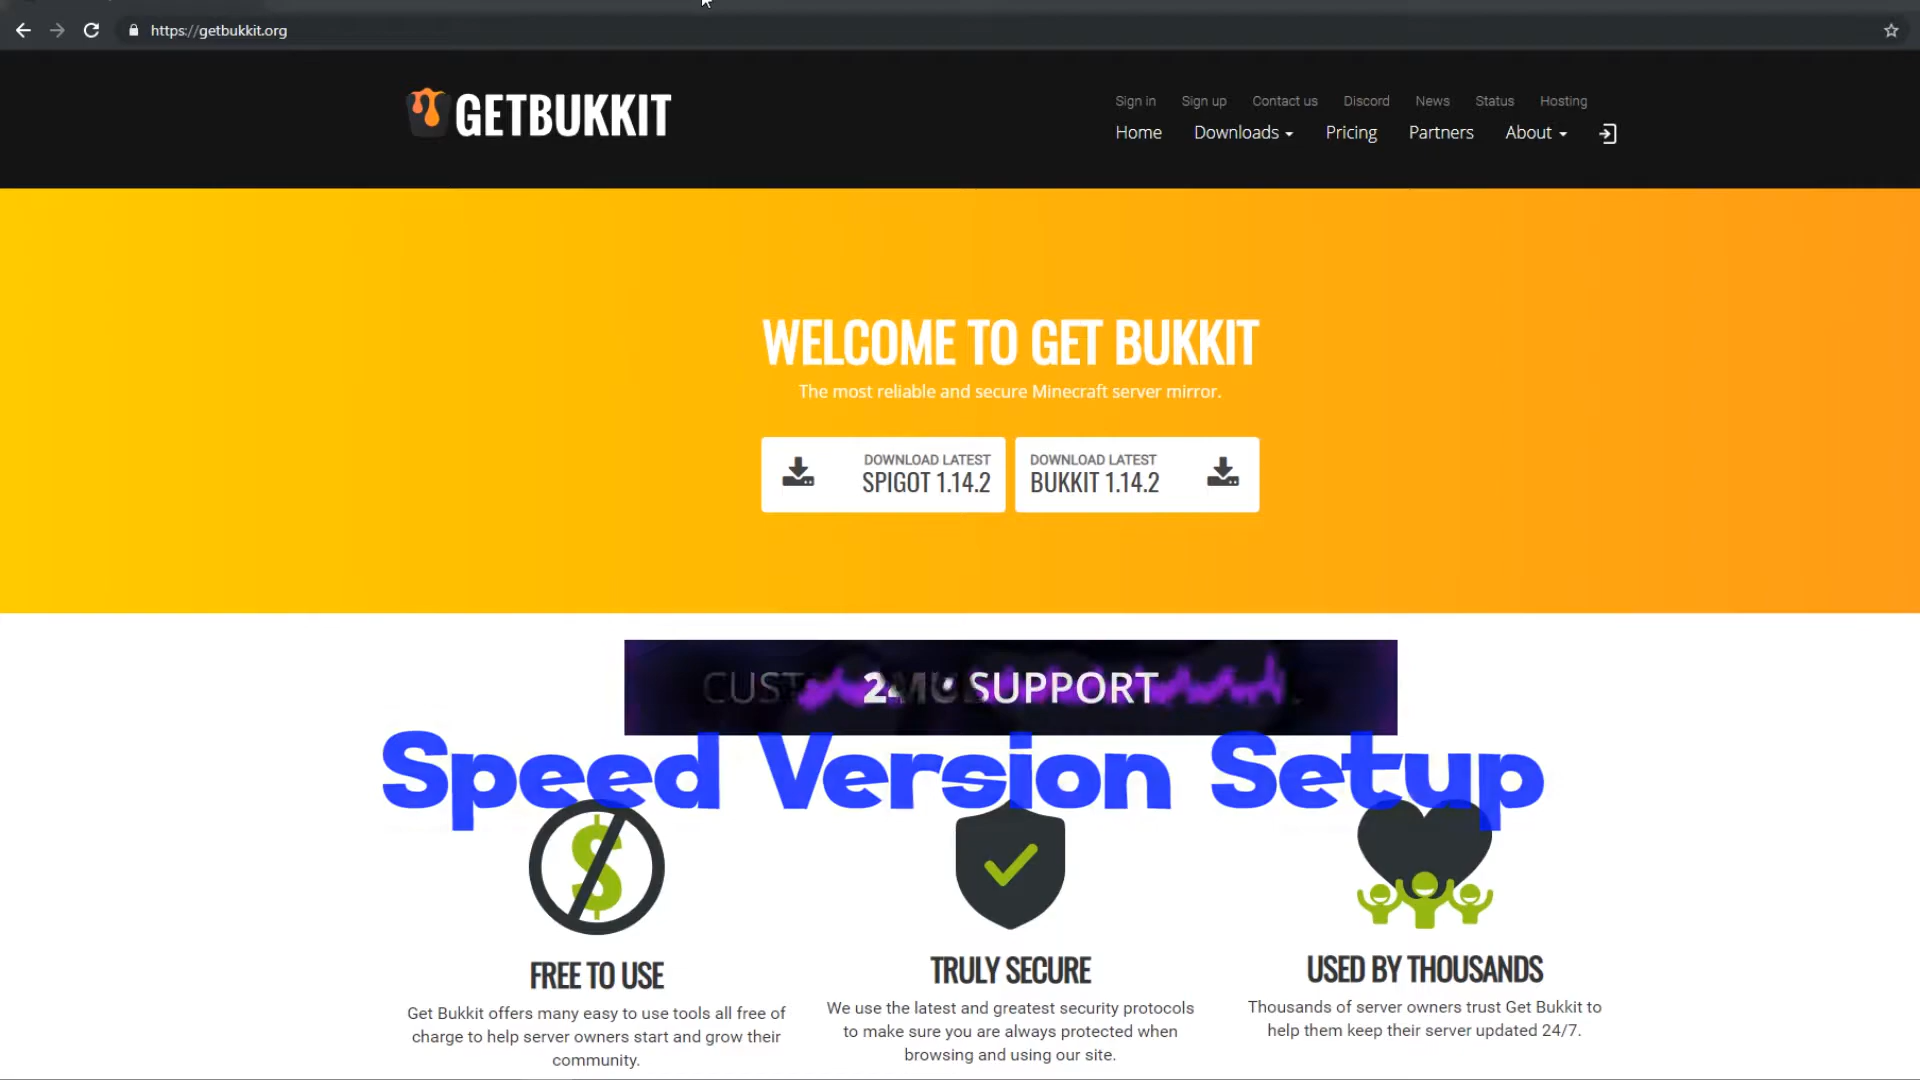 https://getbukkit.org
GETBUKKIT
Sign in Sign up Contact us Discord News Status Hosting
Home Downloads Pricing Partners About
WELCOME TO GET BUKKIT
The most reliable and secure Minecraft server mirror.
DOWNLOAD LATEST
SPIGOT 1.14.2
DOWNLOAD LATEST
BUKKIT 1.14.2
SUPPORT
Speed Version Setup
FREE TO USE
Get Bukkit offers many easy to use tools all free of
charge to help server owners start and grow their
community.
TRULY SECURE
We use the latest and greatest security protocols
to make sure you are always protected when
browsing and using our site.
USED BY THOUSANDS
Thousands of server owners trust Get Bukkit to
help them keep their server updated 24/7.